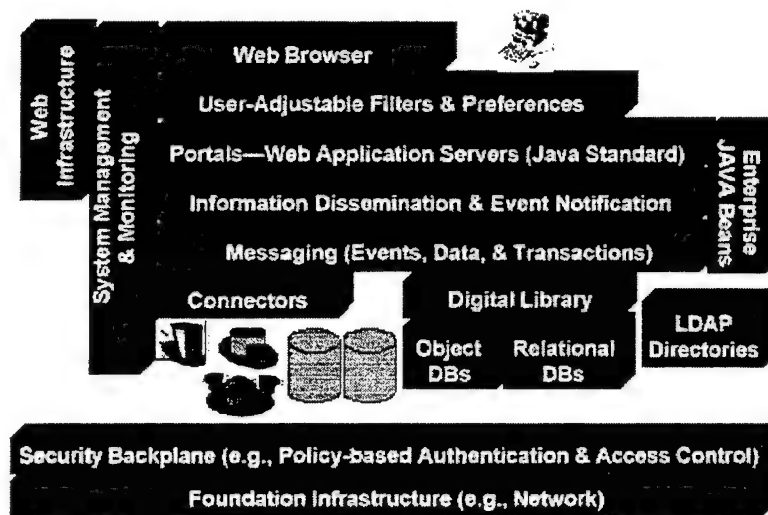 Web Browser
Web
Infrastructure
System Management
& Monitoring
User-Adjustable Filters & Preferences
Portals—Web Application Servers (Java Standard)
Enterprise
JAVA Beans
Information Dissemination & Event Notification
Messaging (Events, Data, & Transactions)
Connectors
Digital Library
LDAP
Directories
Object
DBs
Relational
DBs
Security Backplane (e.g., Policy-based Authentication & Access Control)
Foundation Infrastructure (e.g., Network)